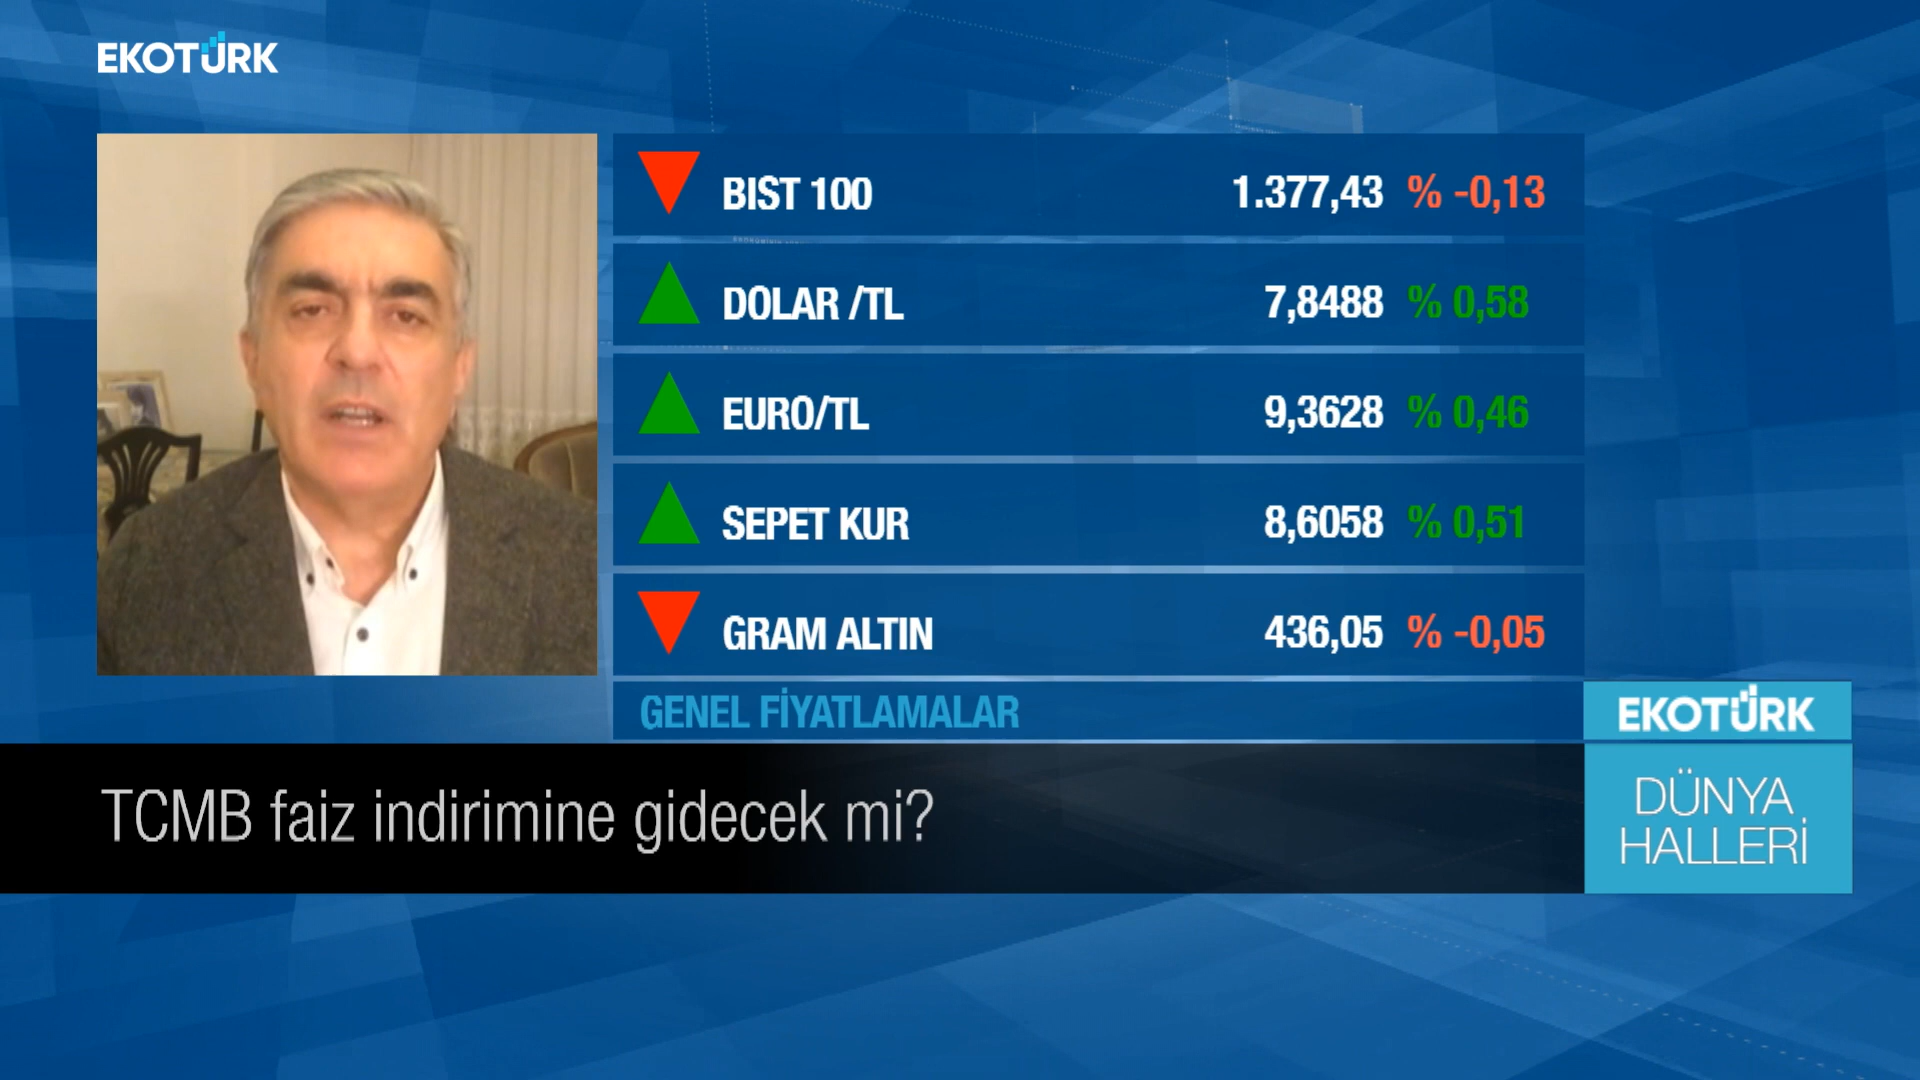 EKOTÜRK
BIST 100 1.377,43 % -0,13
DOLAR /TL 7,8488 % 0,58
EURO/TL 9,3628 % 0,46
SEPET KUR 8,6058 % 0,51
GRAM ALTIN 436,05 % -0,05
GENEL FİYATLAMALAR
EKOTÜRK
TCMB faiz indirimine gidecek mi?
DÜNYA
HALLERİ